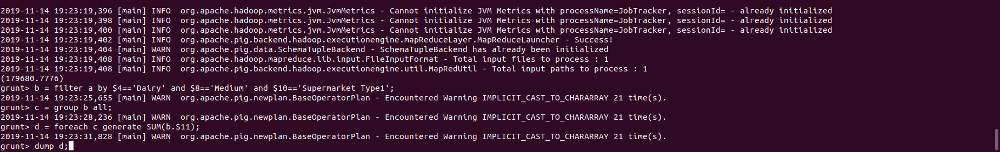 2019-11-14 19:23:19,396 [main] INFO  org.apache.hadoop.metrics.jvm.JvmMetrics - Cannot initialize JVM Metrics with processName=JobTracker, sessionId= - already initialized
2019-11-14 19:23:19,398 [main] INFO  org.apache.hadoop.metrics.jvm.JvmMetrics - Cannot initialize JVM Metrics with processName=JobTracker, sessionId= - already initialized
2019-11-14 19:23:19,400 [main] INFO  org.apache.hadoop.metrics.jvm.JvmMetrics - Cannot initialize JVM Metrics with processName=JobTracker, sessionId= - already initialized
2019-11-14 19:23:19,402 [main] INFO  org.apache.pig.backend.hadoop.executionengine.mapReduceLayer.MapReduceLauncher - Success!
2019-11-14 19:23:19,404 [main] WARN  org.apache.pig.data.SchemaTupleBackend - SchemaTupleBackend has already been initialized
2019-11-14 19:23:19,408 [main] INFO  org.apache.hadoop.mapreduce.lib.input.FileInputFormat - Total input files to process : 1
2019-11-14 19:23:19,408 [main] INFO  org.apache.pig.backend.hadoop.executionengine.util.MapRedUtil - Total input paths to process : 1
(179680.7776)
grunt> b = filter a by $4=='Dairy' and $8=='Medium' and $10=='Supermarket Type1';
2019-11-14 19:23:25,655 [main] WARN  org.apache.pig.newplan.BaseOperatorPlan - Encountered Warning IMPLICIT_CAST_TO_CHARARRAY 21 time(s).
grunt> c = group b all;
2019-11-14 19:23:28,236 [main] WARN  org.apache.pig.newplan.BaseOperatorPlan - Encountered Warning IMPLICIT_CAST_TO_CHARARRAY 21 time(s).
grunt> d = foreach c generate SUM(b.$11);
2019-11-14 19:23:31,828 [main] WARN  org.apache.pig.newplan.BaseOperatorPlan - Encountered Warning IMPLICIT_CAST_TO_CHARARRAY 21 time(s).
grunt> dump d;